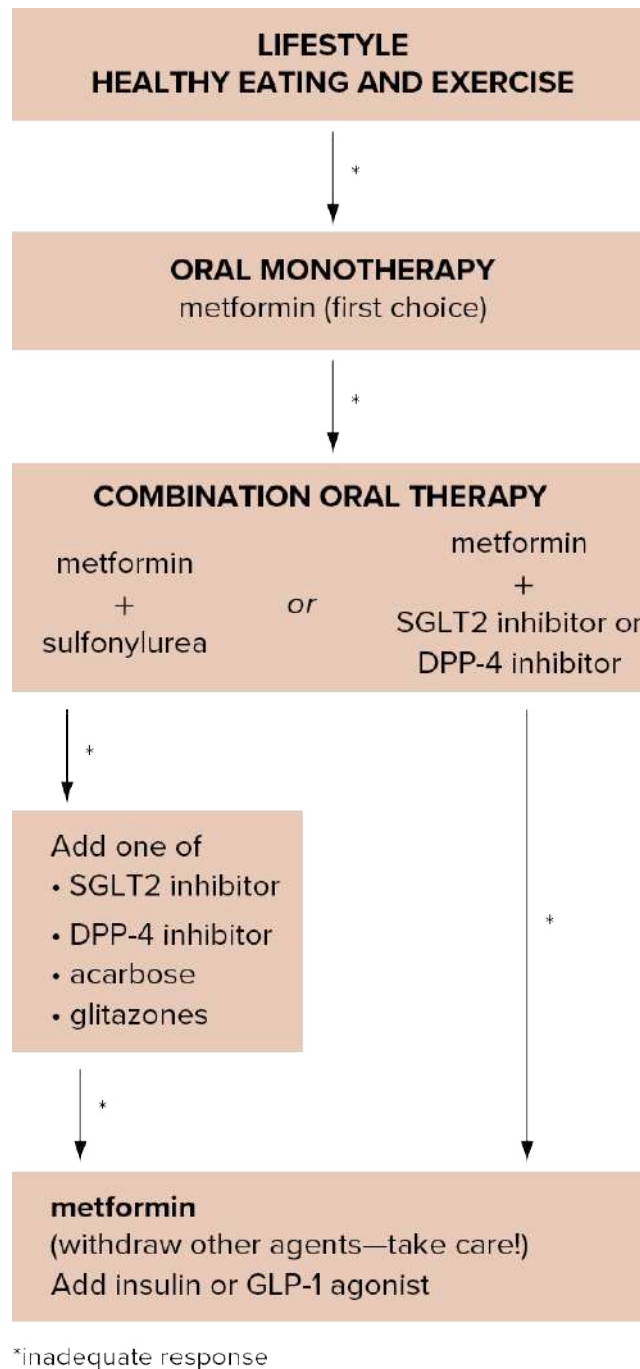 LIFESTYLE
HEALTHY EATING AND EXERCISE
*
ORAL MONOTHERAPY
metformin (first choice)
*
COMBINATION ORAL THERAPY
metformin
+
sulfonylurea
or
metformin
+
SGLT2 inhibitor or
DPP-4 inhibitor
*
Add one of
• SGLT2 inhibitor
• DPP-4 inhibitor
• acarbose
• glitazones
*
*
metformin
(withdraw other agents—take care!)
Add insulin or GLP-1 agonist
*inadequate response